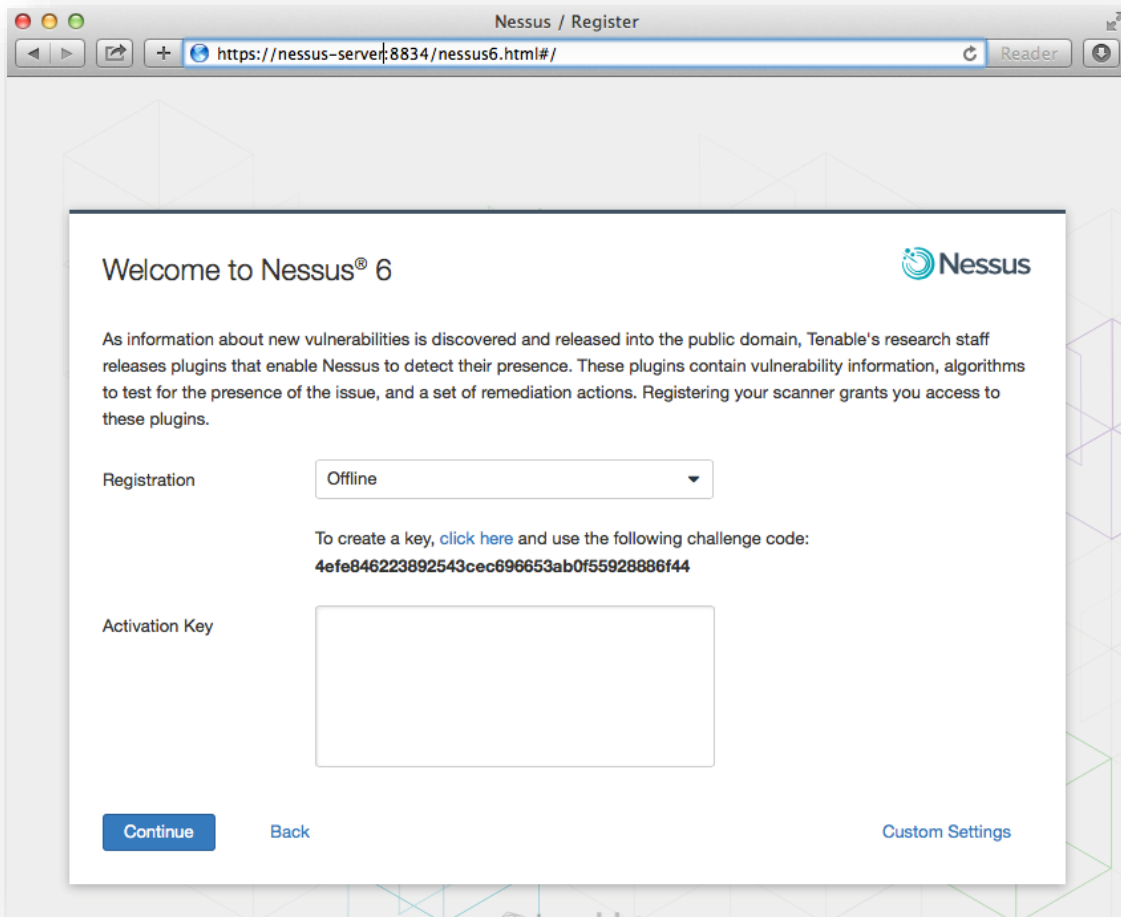 Nessus / Register
https://nessus-server:8834/nessus6.html#/
Reader
Welcome to Nessus® 6
Nessus
As information about new vulnerabilities is discovered and released into the public domain, Tenable's research staff
releases plugins that enable Nessus to detect their presence. These plugins contain vulnerability information, algorithms
to test for the presence of the issue, and a set of remediation actions. Registering your scanner grants you access to
these plugins.
Registration
Offline
To create a key, click here and use the following challenge code:
4efe846223892543cec696653ab0f55928886f44
Activation Key
Continue
Back
Custom Settings